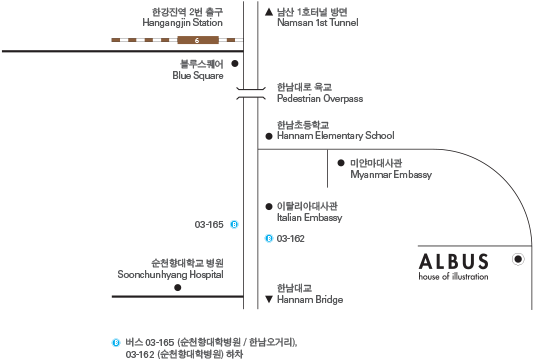 한강진역 2번 출구
Hangangjin Station
6
남산 1호터널 방면
Namsan 1st Tunnel
블루스퀘어
Blue Square
한남대로 육교
Pedestrian Overpass
한남초등학교
Hannam Elementary School
미얀마대사관
Myanmar Embassy
이탈리아대사관
Italian Embassy
03-165 B
B 03-162
순천향대학교 병원
Soonchunhyang Hospital
ALBUS
house of illustration
한남대교
Hannam Bridge
B 버스 03-165 (순천향대학병원 / 한남오거리),
03-162 (순천향대학병원) 하차